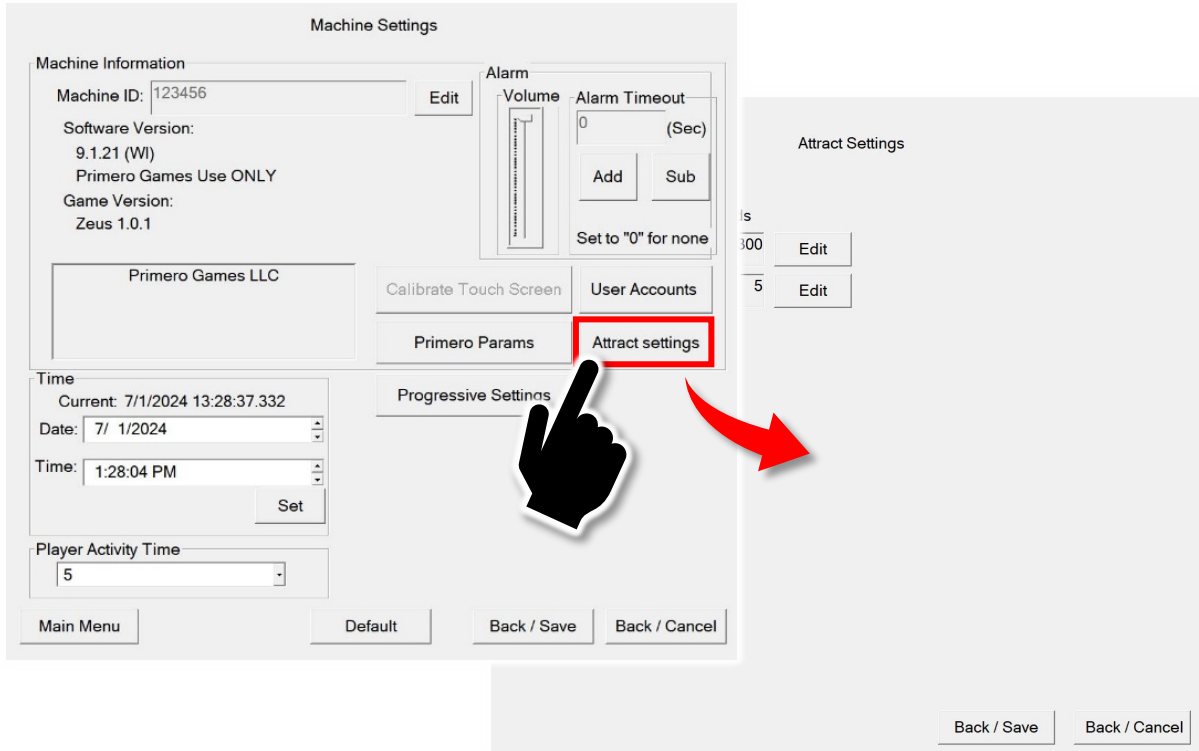 Machine Settings
Machine Information
Machine ID: 123456
Edit
Software Version:
9.1.21 (WI)
Primero Games Use ONLY
Game Version:
Zeus 1.0.1
Alarm
Volume
Alarm Timeout
0 (Sec)
Add
Sub
Set to "0" for none
Primero Games LLC
Calibrate Touch Screen
User Accounts
Primero Params
Attract settings
Progressive Settings
Time
Current: 7/1/2024 13:28:37.332
Date: 7/ 1/2024
Time: 1:28:04 PM
Set
Player Activity Time
5
Main Menu
Default
Back / Save
Back / Cancel
Attract Settings
Edit
5 Edit
Back / Save
Back / Cancel